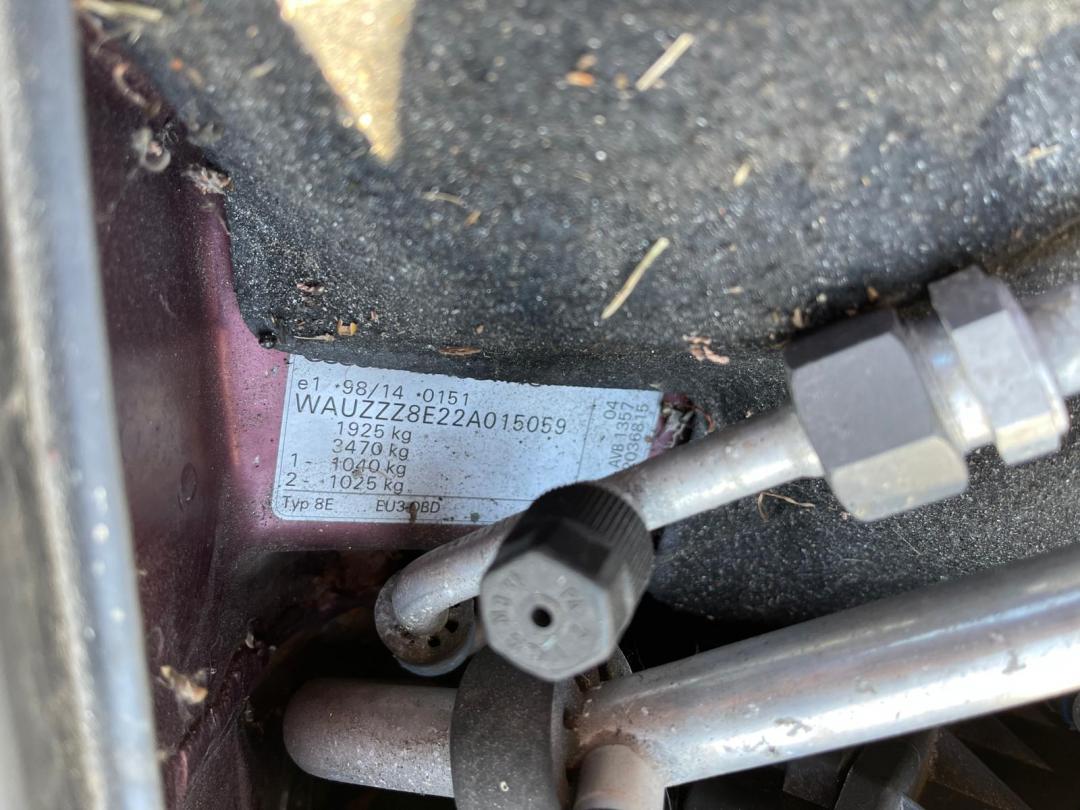 e1 *98/14 *0151
WAUZZZ8E22A015059
1925 kg
3470 kg
1 - 1040 kg
2 - 1025 kg
Typ 8E EU3 OBD
04
AVB 1357
2036815